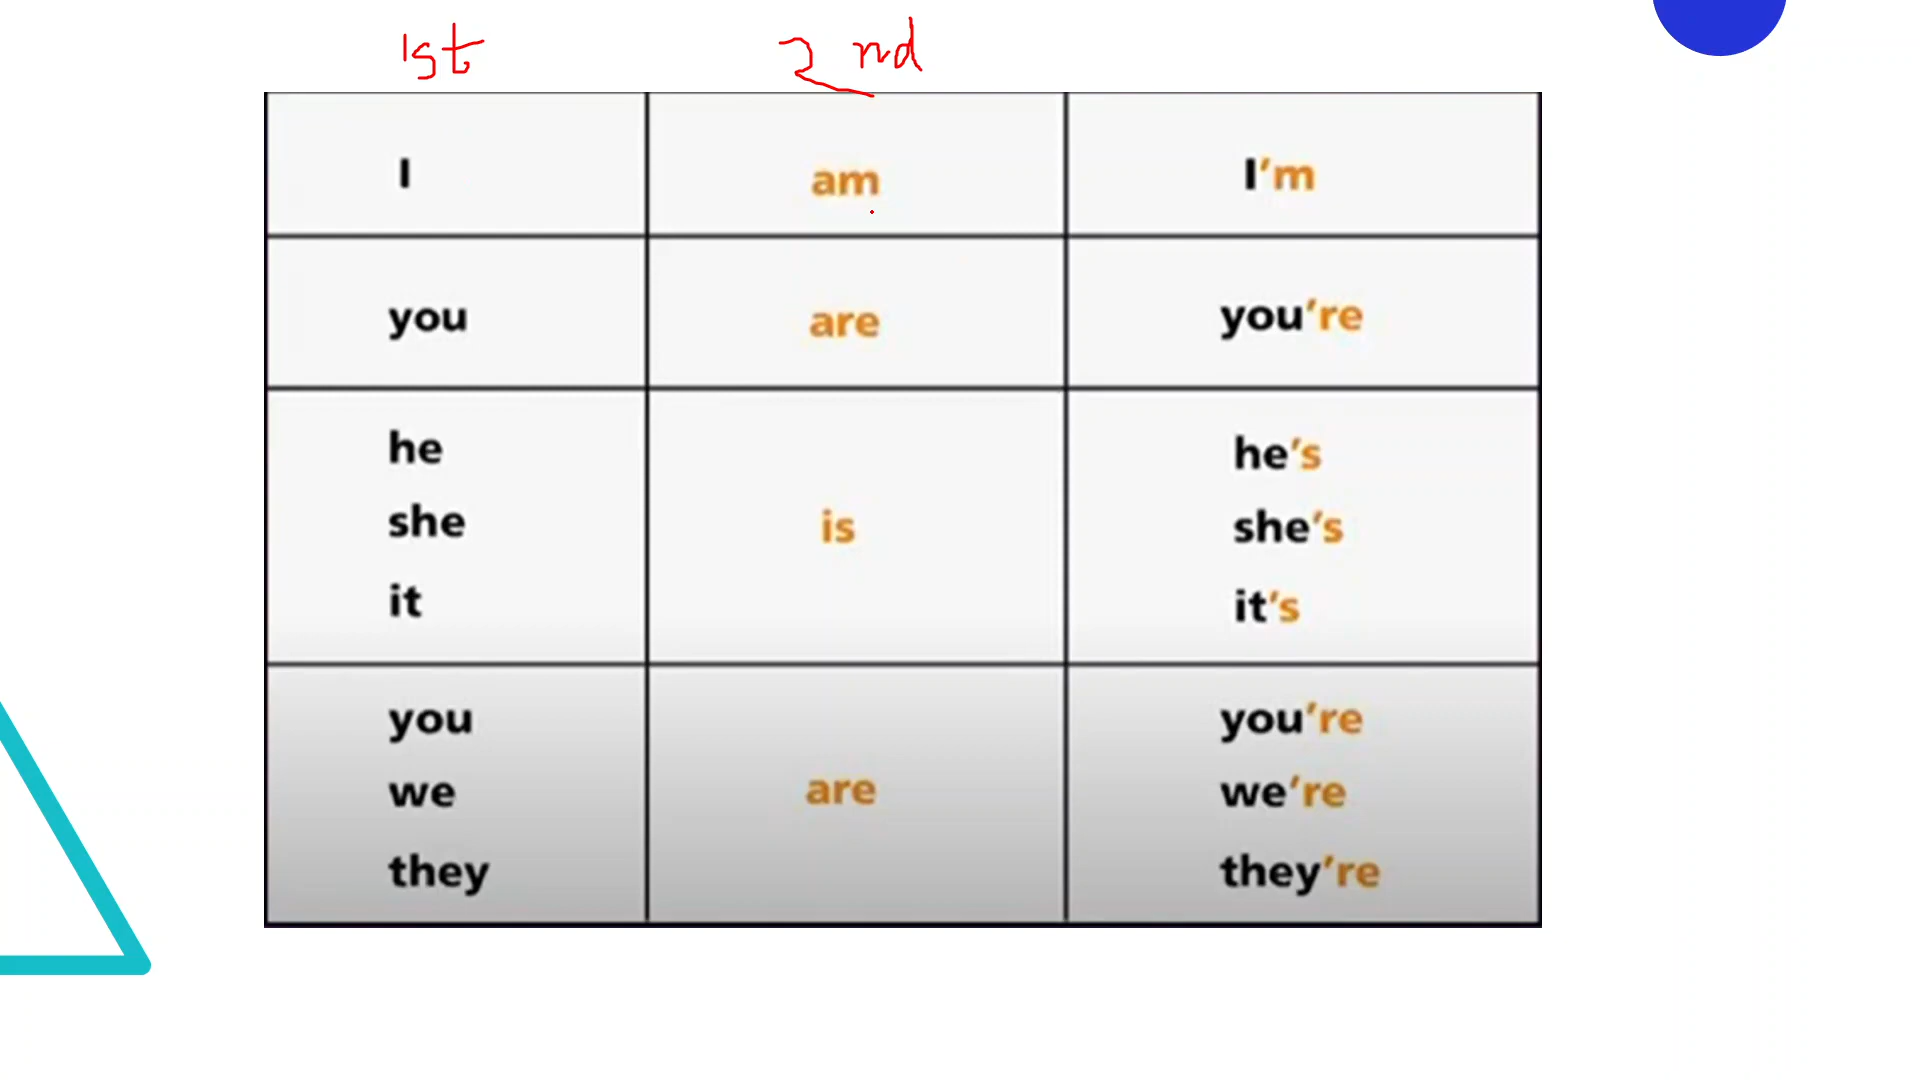 1st 2nd
I am I'm
you are you're
he he's
she is she's
it it's
you you're
we are we're
they they're